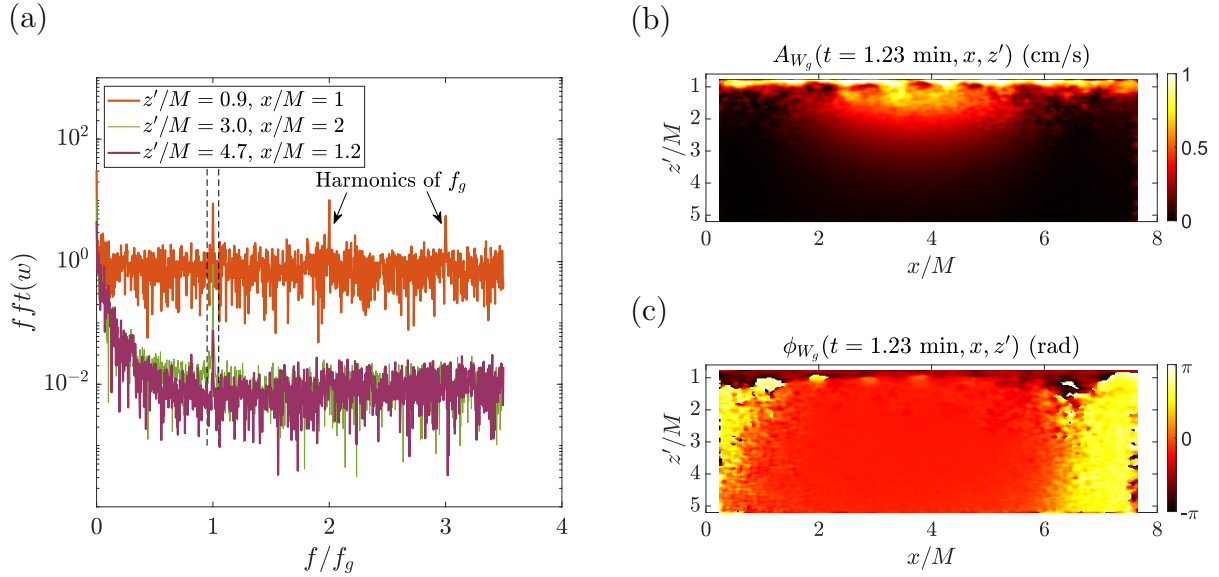 (a)
z′/M = 0.9, x/M = 1
z′/M = 3.0, x/M = 2
z′/M = 4.7, x/M = 1.2
Harmonics of f_g
10^2
10^0
10^-2
fft(w)
0 1 2 3 4
f/f_g
(b)
A_{W_g}(t = 1.23 min, x, z′) (cm/s)
1
2
3
4
5
z′/M
0 2 4 6 8
x/M
1
0.5
0
(c)
ϕ_{W_g}(t = 1.23 min, x, z′) (rad)
1
2
3
4
5
z′/M
0 2 4 6 8
x/M
π
0
-π